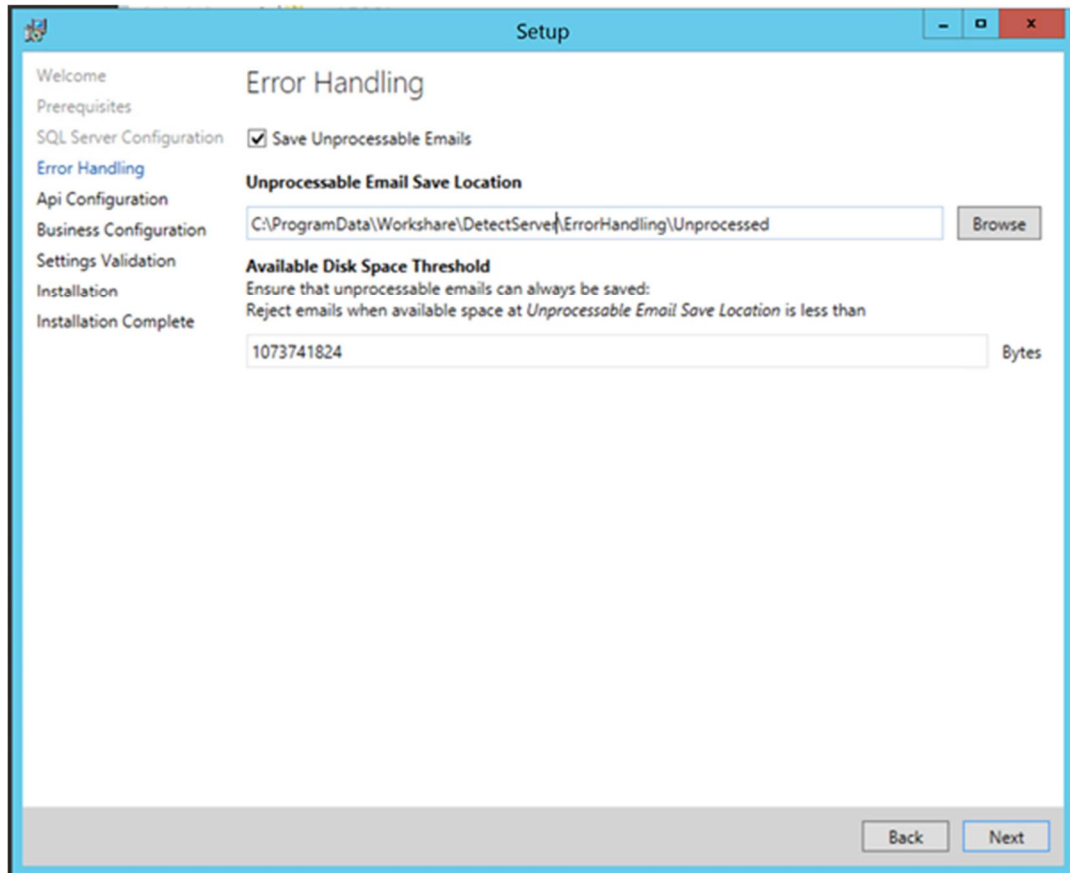 Setup
Welcome
Prerequisites
SQL Server Configuration
Error Handling
Api Configuration
Business Configuration
Settings Validation
Installation
Installation Complete
Error Handling
Save Unprocessable Emails
Unprocessable Email Save Location
C:\ProgramData\Workshare\DetectServer\ErrorHandling\Unprocessed
Browse
Available Disk Space Threshold
Ensure that unprocessable emails can always be saved:
Reject emails when available space at Unprocessable Email Save Location is less than
1073741824 Bytes
Back Next